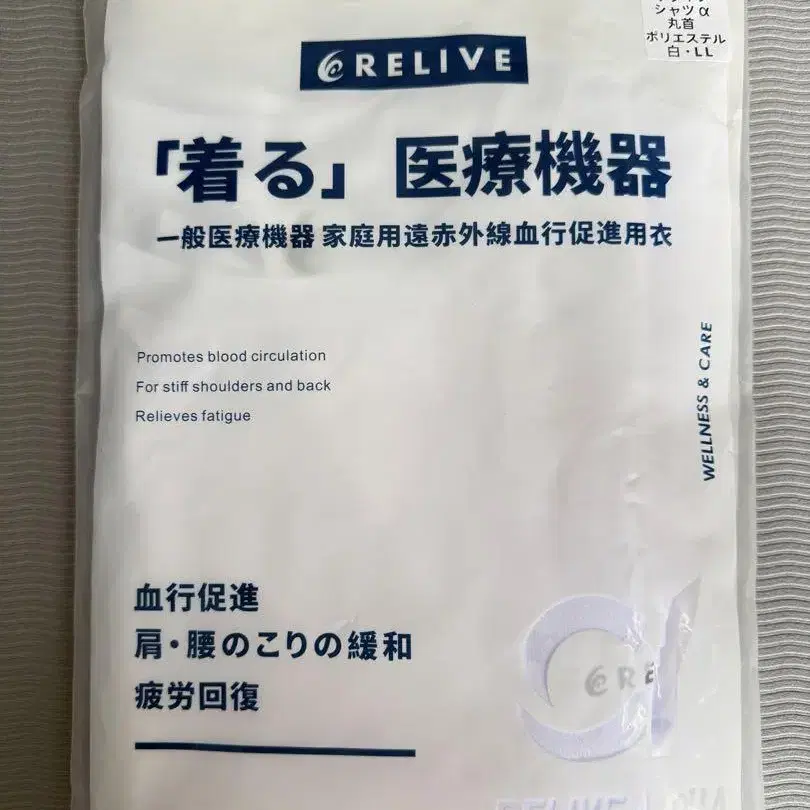 シャツα
丸首
ポリエステル
白・LL
RELIVE
「着る」医療機器
一般医療機器 家庭用遠赤外線血行促進用衣
Promotes blood circulation
For stiff shoulders and back
Relieves fatigue
WELLNESS & CARE
血行促進
肩・腰のこりの緩和
疲労回復
α
RE